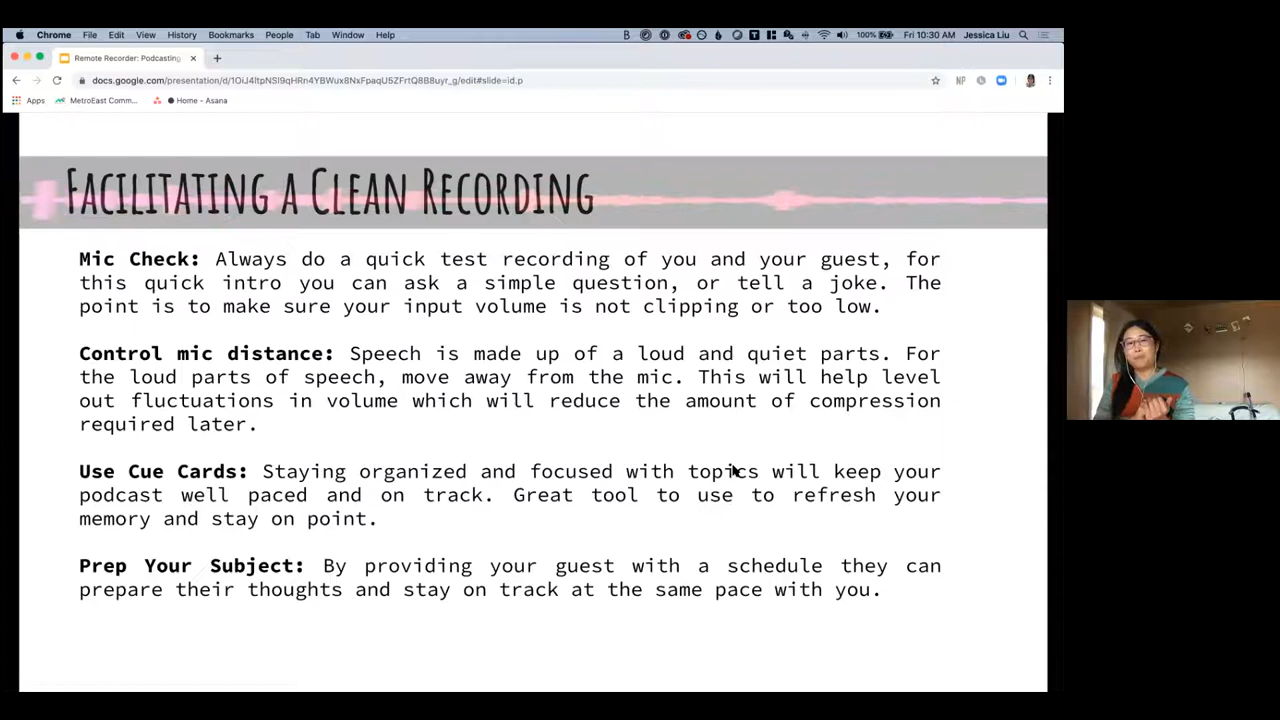 Chrome File Edit View History Bookmarks People Tab Window Help 100% Fri 10:30 AM Jessica Liu
Remote Recorder: Podcasting
docs.google.com/presentation/d/
Apps MetroEast Comm... Home - Asana
Facilitating a Clean Recording
Mic Check: Always do a quick test recording of you and your guest, for
this quick intro you can ask a simple question, or tell a joke. The
point is to make sure your input volume is not clipping or too low.
Control mic distance: Speech is made up of a loud and quiet parts. For
the loud parts of speech, move away from the mic. This will help level
out fluctuations in volume which will reduce the amount of compression
required later.
Use Cue Cards: Staying organized and focused with topics will keep your
podcast well paced and on track. Great tool to use to refresh your
memory and stay on point.
Prep Your Subject: By providing your guest with a schedule they can
prepare their thoughts and stay on track at the same pace with you.